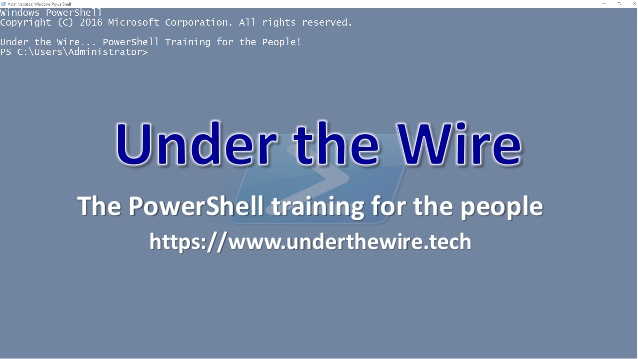 Administrator: Windows PowerShell
Windows PowerShell
Copyright (C) 2016 Microsoft Corporation. All rights reserved.
Under the Wire... PowerShell Training for the People!
PS C:\Users\Administrator>
Under the Wire
The PowerShell training for the people
https://www.underthewire.tech